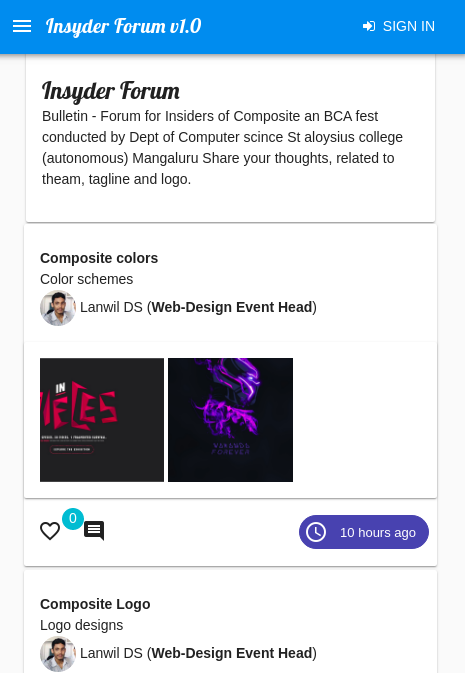 Insyder Forum v1.0
SIGN IN
Insyder Forum
Bulletin - Forum for Insiders of Composite an BCA fest
conducted by Dept of Computer scince St aloysius college
(autonomous) Mangaluru Share your thoughts, related to
theam, tagline and logo.
Composite colors
Color schemes
Lanwil DS (Web-Design Event Head)
IN
FOREVER
0
10 hours ago
Composite Logo
Logo designs
Lanwil DS (Web-Design Event Head)